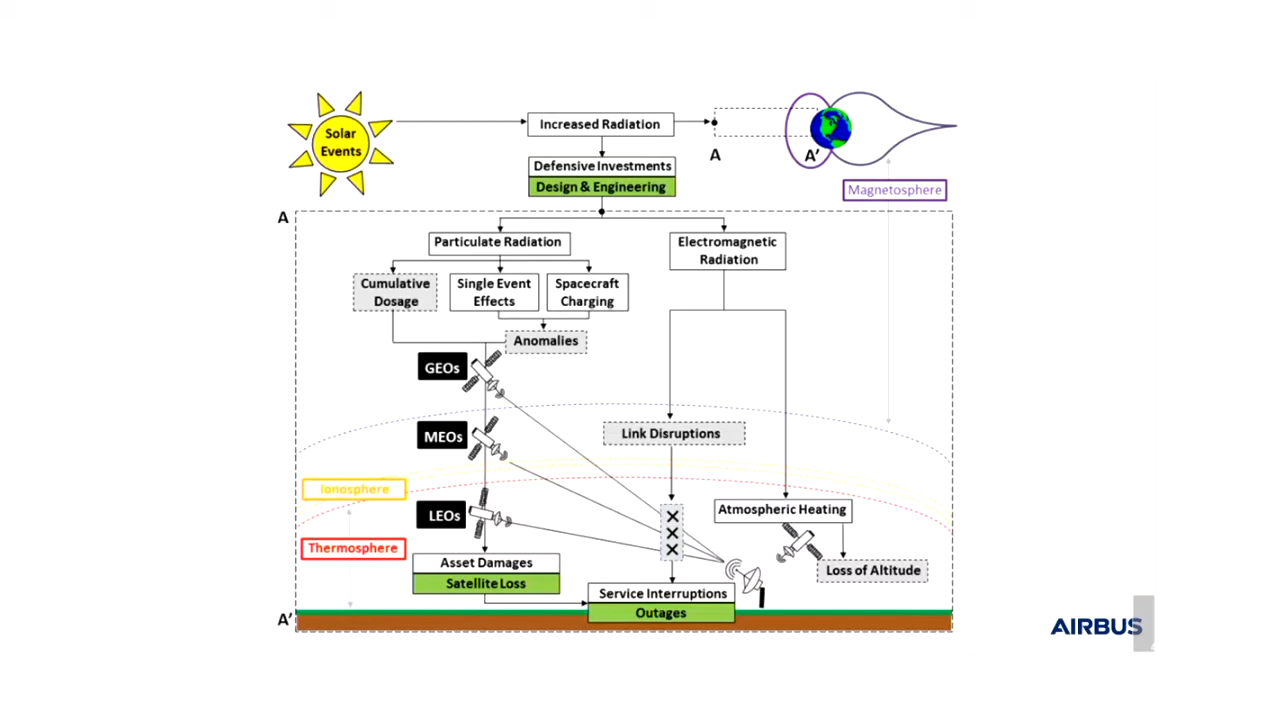 Solar
Events
Increased Radiation
A
A'
Defensive Investments
Design & Engineering
Magnetosphere
A
Particulate Radiation
Electromagnetic
Radiation
Cumulative
Dosage
Single Event
Effects
Spacecraft
Charging
Anomalies
GEOs
MEOs
Link Disruptions
Ionosphere
LEOs
Atmospheric Heating
Thermosphere
Asset Damages
Satellite Loss
Loss of Altitude
Service Interruptions
Outages
A'
AIRBUS